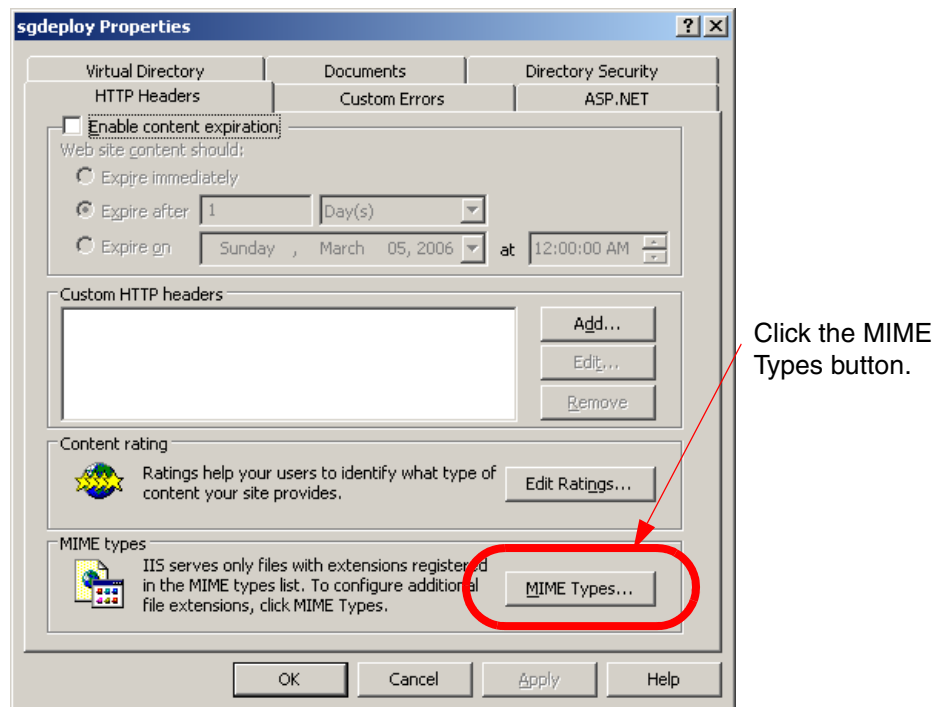 sgdeploy Properties
Virtual Directory
Documents
Directory Security
HTTP Headers
Custom Errors
ASP.NET
Enable content expiration
Web site content should:
Expire immediately
Expire after 1 Day(s)
Expire on Sunday , March 05, 2006 at 12:00:00 AM
Custom HTTP headers
Add...
Edit...
Remove
Click the MIME
Types button.
Content rating
Ratings help your users to identify what type of
content your site provides.
Edit Ratings...
MIME types
IIS serves only files with extensions registered
in the MIME types list. To configure additional
file extensions, click MIME Types.
MIME Types...
OK
Cancel
Apply
Help